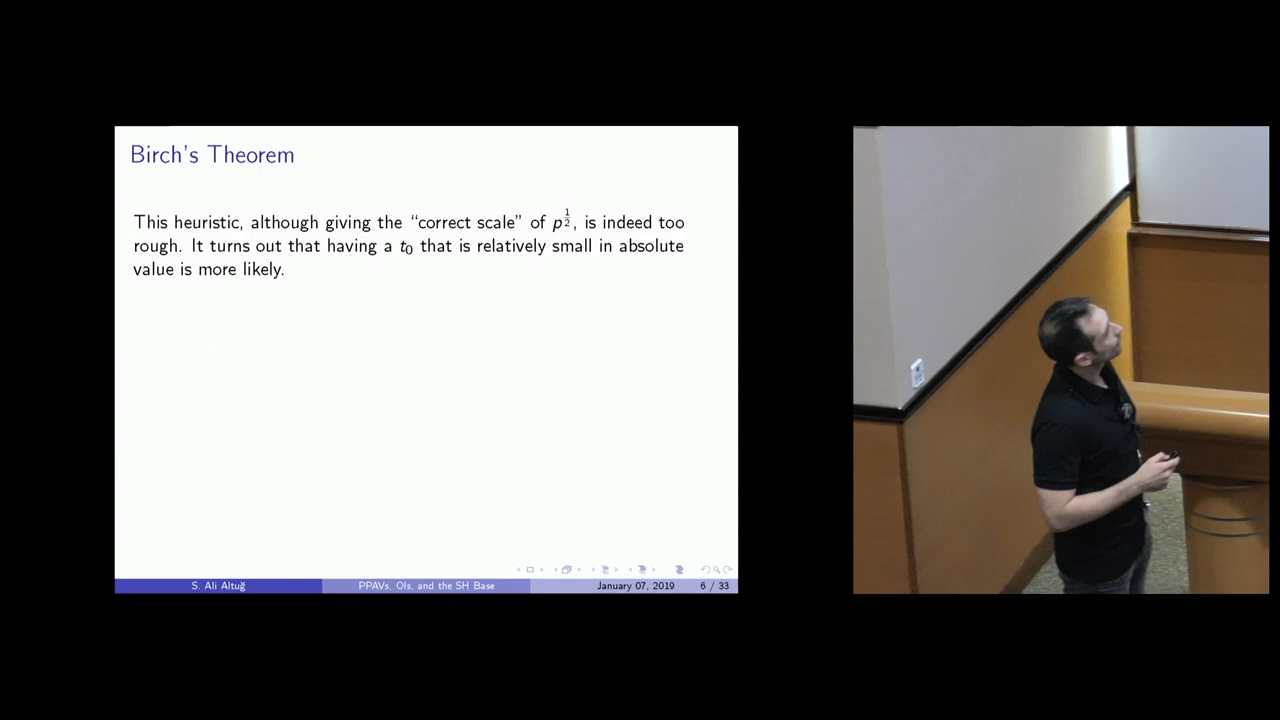 Birch's Theorem
This heuristic, although giving the “correct scale” of p^{1/2}, is indeed too
rough. It turns out that having a t₀ that is relatively small in absolute
value is more likely.
S. Ali Altuğ PPAVs, OIs, and the SH Base January 07, 2019 6 / 33